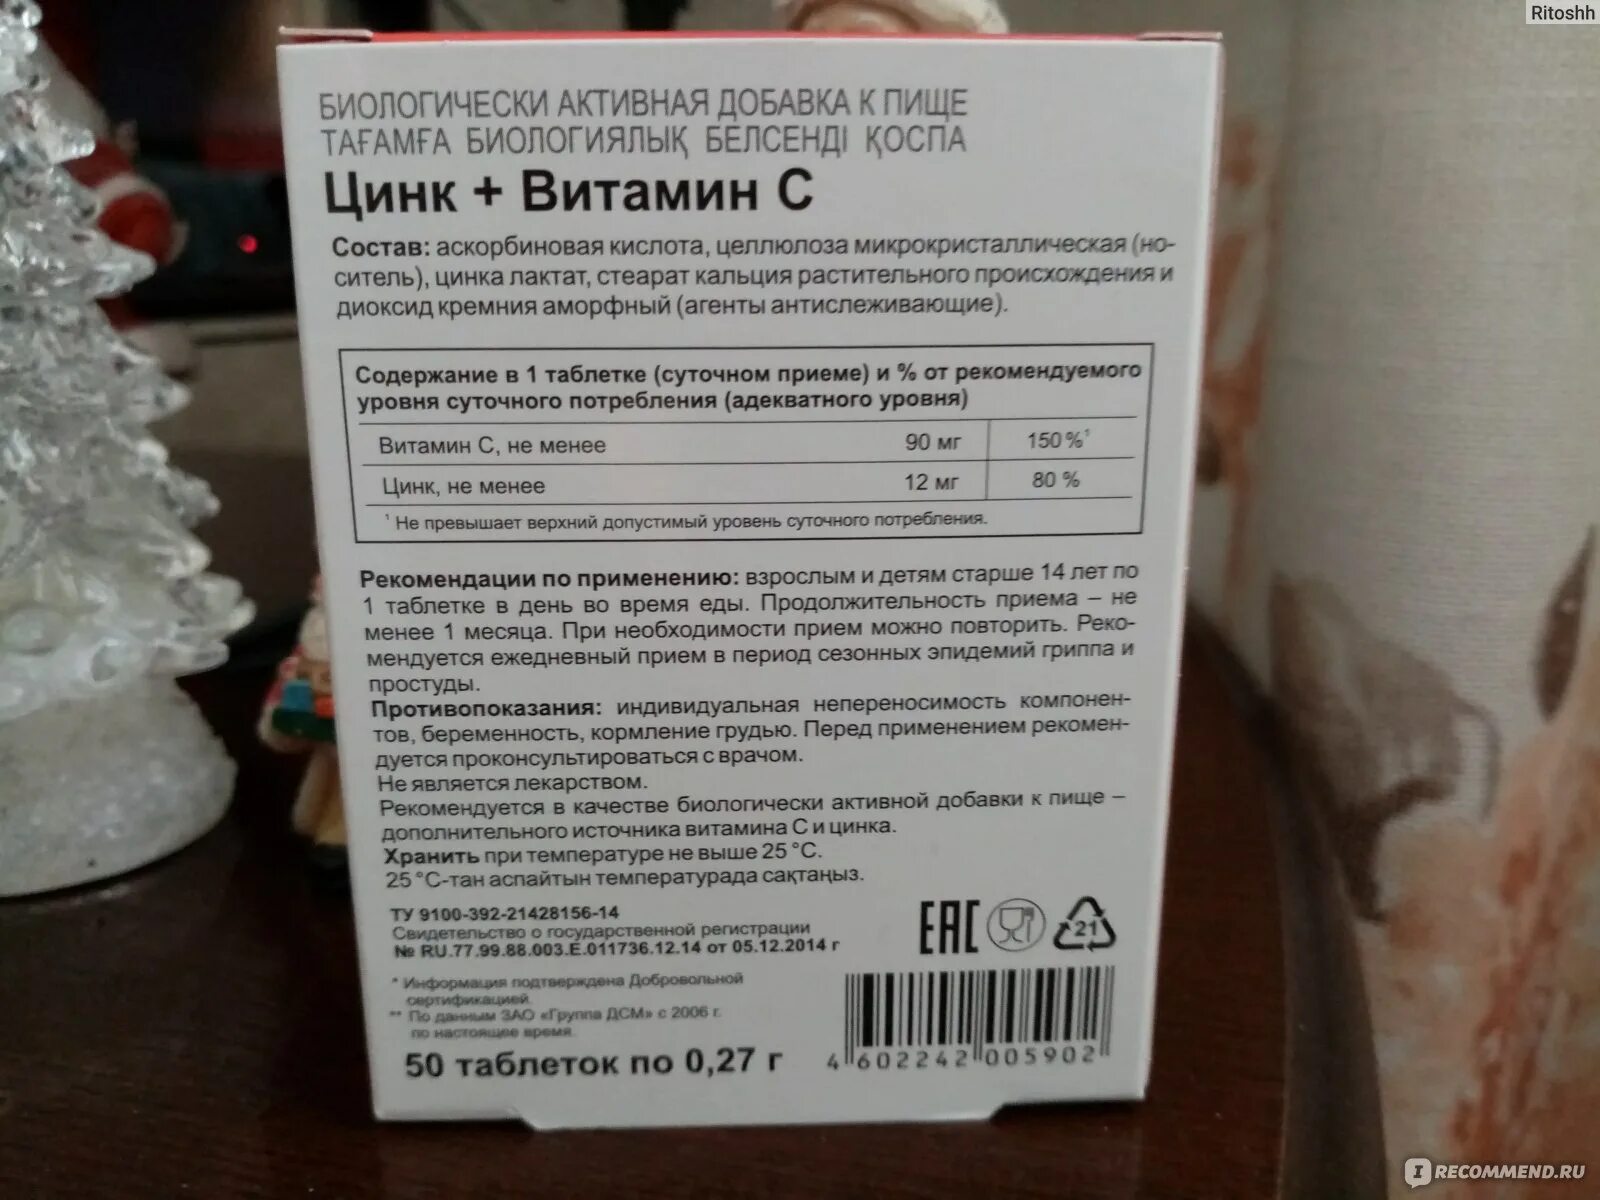 Ritoshh
БИОЛОГИЧЕСКИ АКТИВНАЯ ДОБАВКА К ПИЩЕ
ТАҒАМҒА БИОЛОГИЯЛЫҚ БЕЛСЕНДІ ҚОСПА
Цинк + Витамин С
Состав: аскорбиновая кислота, целлюлоза микрокристаллическая (но-
ситель), цинка лактат, стеарат кальция растительного происхождения и
диоксид кремния аморфный (агенты антислеживающие).
Содержание в 1 таблетке (суточном приеме) и % от рекомендуемого
уровня суточного потребления (адекватного уровня)
Витамин С, не менее 90 мг 150 %¹
Цинк, не менее 12 мг 80 %
¹ Не превышает верхний допустимый уровень суточного потребления.
Рекомендации по применению: взрослым и детям старше 14 лет по
1 таблетке в день во время еды. Продолжительность приема – не
менее 1 месяца. При необходимости прием можно повторить. Реко-
мендуется ежедневный прием в период сезонных эпидемий гриппа и
простуды.
Противопоказания: индивидуальная непереносимость компонен-
тов, беременность, кормление грудью. Перед применением рекомен-
дуется проконсультироваться с врачом.
Не является лекарством.
Рекомендуется в качестве биологически активной добавки к пище –
дополнительного источника витамина С и цинка.
Хранить при температуре не выше 25 °С.
25 °С-тан аспайтын температурада сақтаңыз.
ТУ 9100-392-21428156-14
Свидетельство о государственной регистрации
№ RU.77.99.88.003.Е.011736.12.14 от 05.12.2014 г
* Информация подтверждена Добровольной
сертификацией.
** По данным ЗАО «Группа ДСМ» с 2006 г.
по настоящее время.
50 таблеток по 0,27 г
EAC
21
4 602242 005902
IRECOMMEND.RU